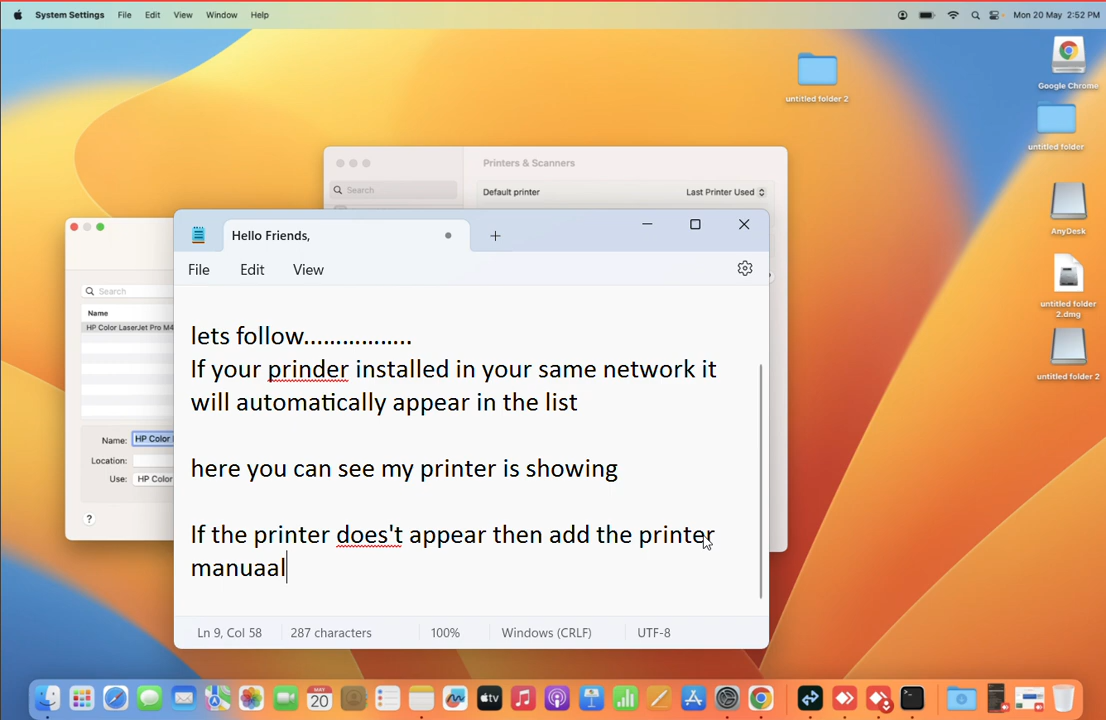 System Settings File Edit View Window Help
Mon 20 May 2:52 PM
untitled folder 2
Google Chrome
untitled folder
AnyDesk
untitled folder
2.dmg
untitled folder 2
Printers & Scanners
Search
Default printer
Last Printer Used
Search
Name
HP Color LaserJet Pro M4
Name: HP Color
Location:
Use: HP Color
?
Hello Friends,
File Edit View
lets follow.................
If your prinder installed in your same network it
will automatically appear in the list
here you can see my printer is showing
If the printer does't appear then add the printer
manuaal
Ln 9, Col 58
287 characters
100%
Windows (CRLF)
UTF-8
MAY
20
tv